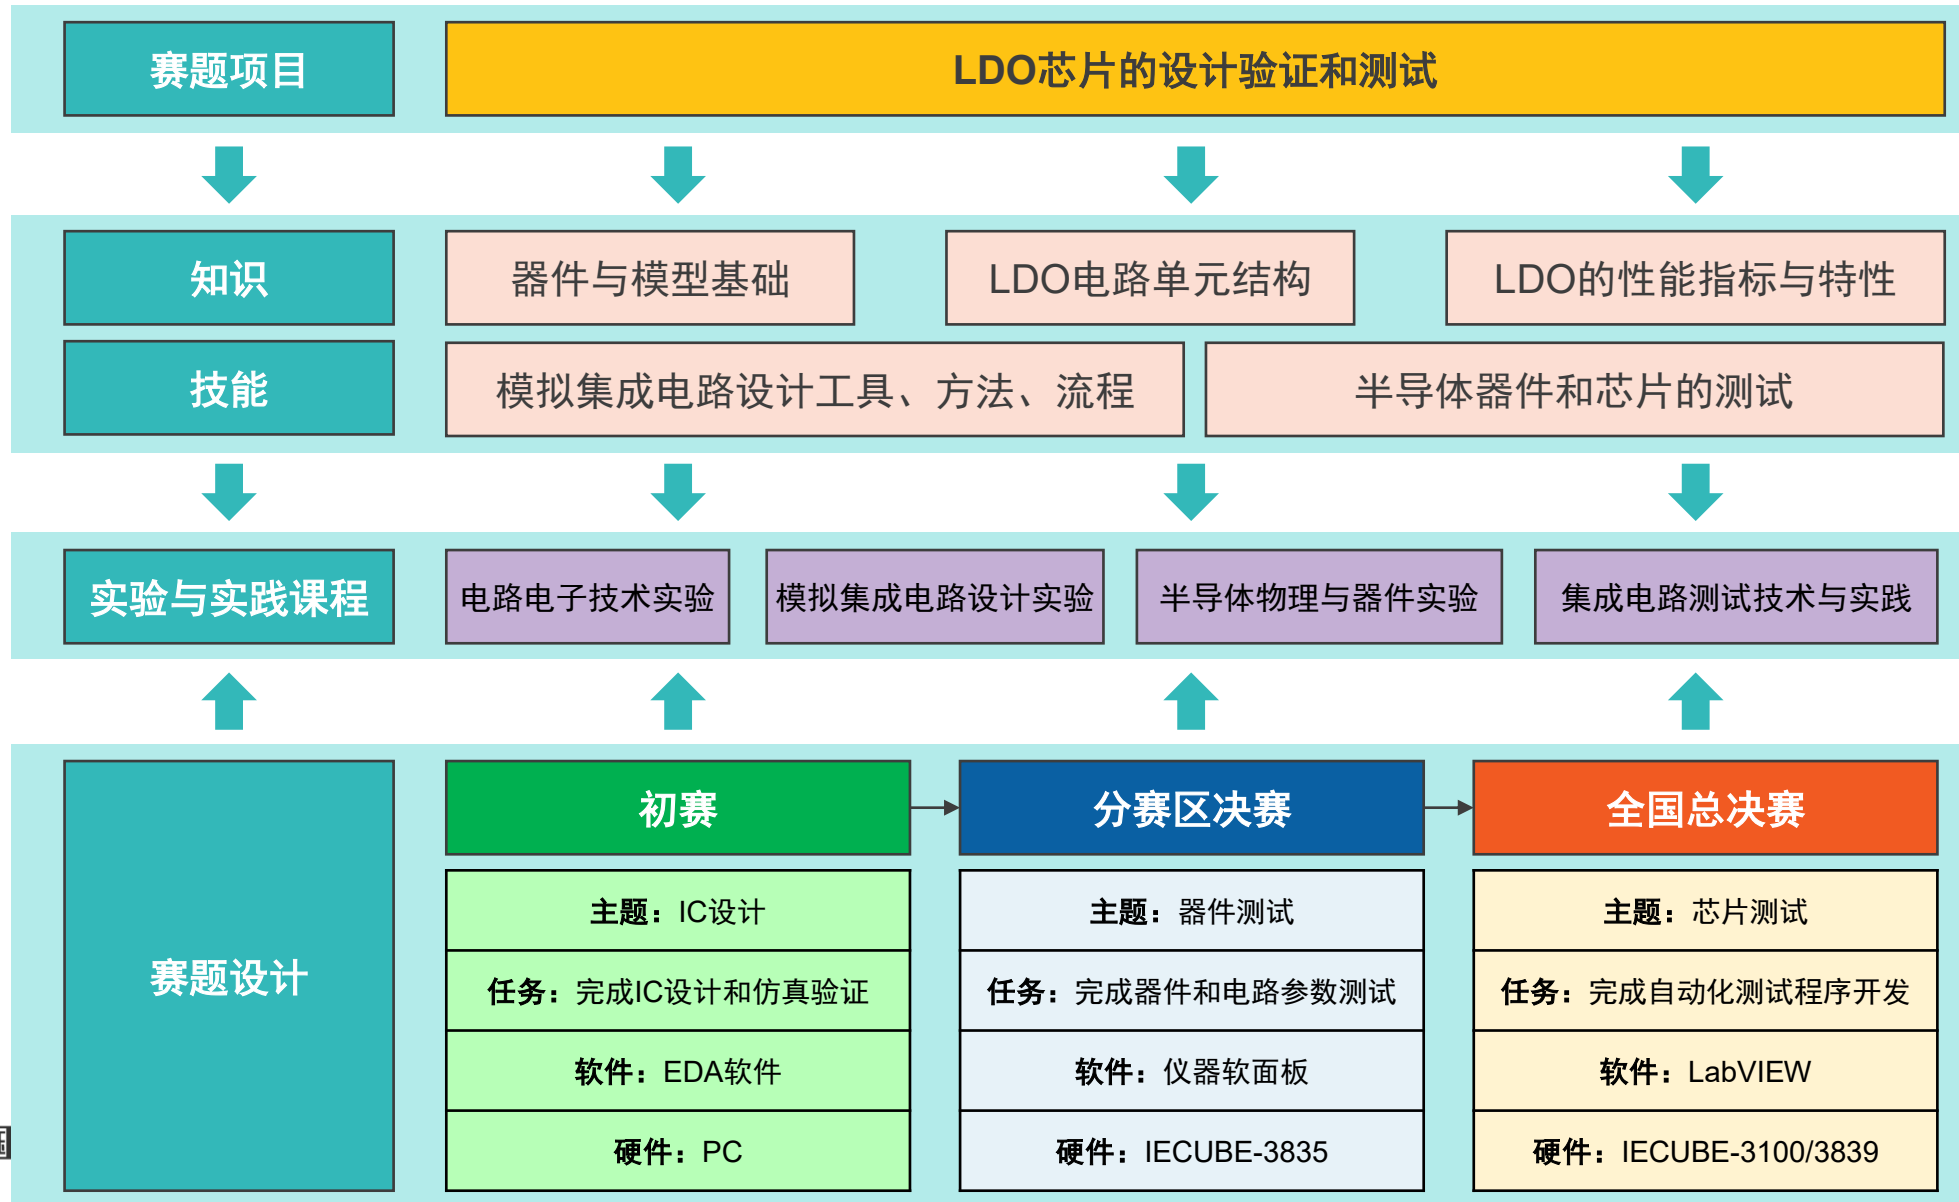 赛题项目
LDO芯片的设计验证和测试
知识
器件与模型基础
LDO电路单元结构
LDO的性能指标与特性
技能
模拟集成电路设计工具、方法、流程
半导体器件和芯片的测试
实验与实践课程
电路电子技术实验
模拟集成电路设计实验
半导体物理与器件实验
集成电路测试技术与实践
赛题设计
初赛
分赛区决赛
全国总决赛
主题：IC设计
主题：器件测试
主题：芯片测试
任务：完成IC设计和仿真验证
任务：完成器件和电路参数测试
任务：完成自动化测试程序开发
软件：EDA软件
软件：仪器软面板
软件：LabVIEW
硬件：PC
硬件：IECUBE-3835
硬件：IECUBE-3100/3839